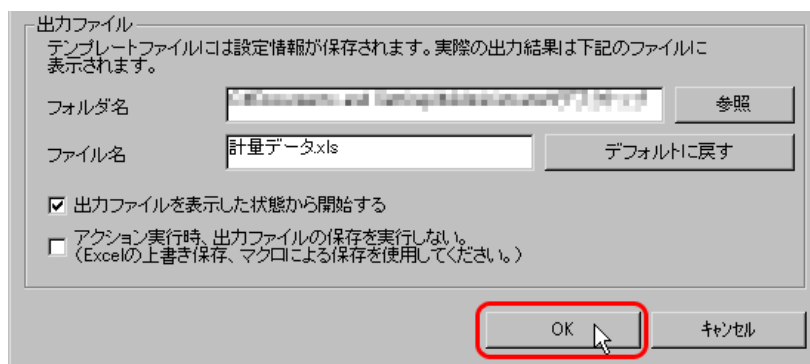 出力ファイル
テンプレートファイルには設定情報が保存されます。実際の出力結果は下記のファイルに
表示されます。
フォルダ名
参照
ファイル名
計量データ.xls
デフォルトに戻す
出力ファイルを表示した状態から開始する
アクション実行時、出力ファイルの保存を実行しない。
（Excelの上書き保存、マクロによる保存を使用してください。）
OK
キャンセル